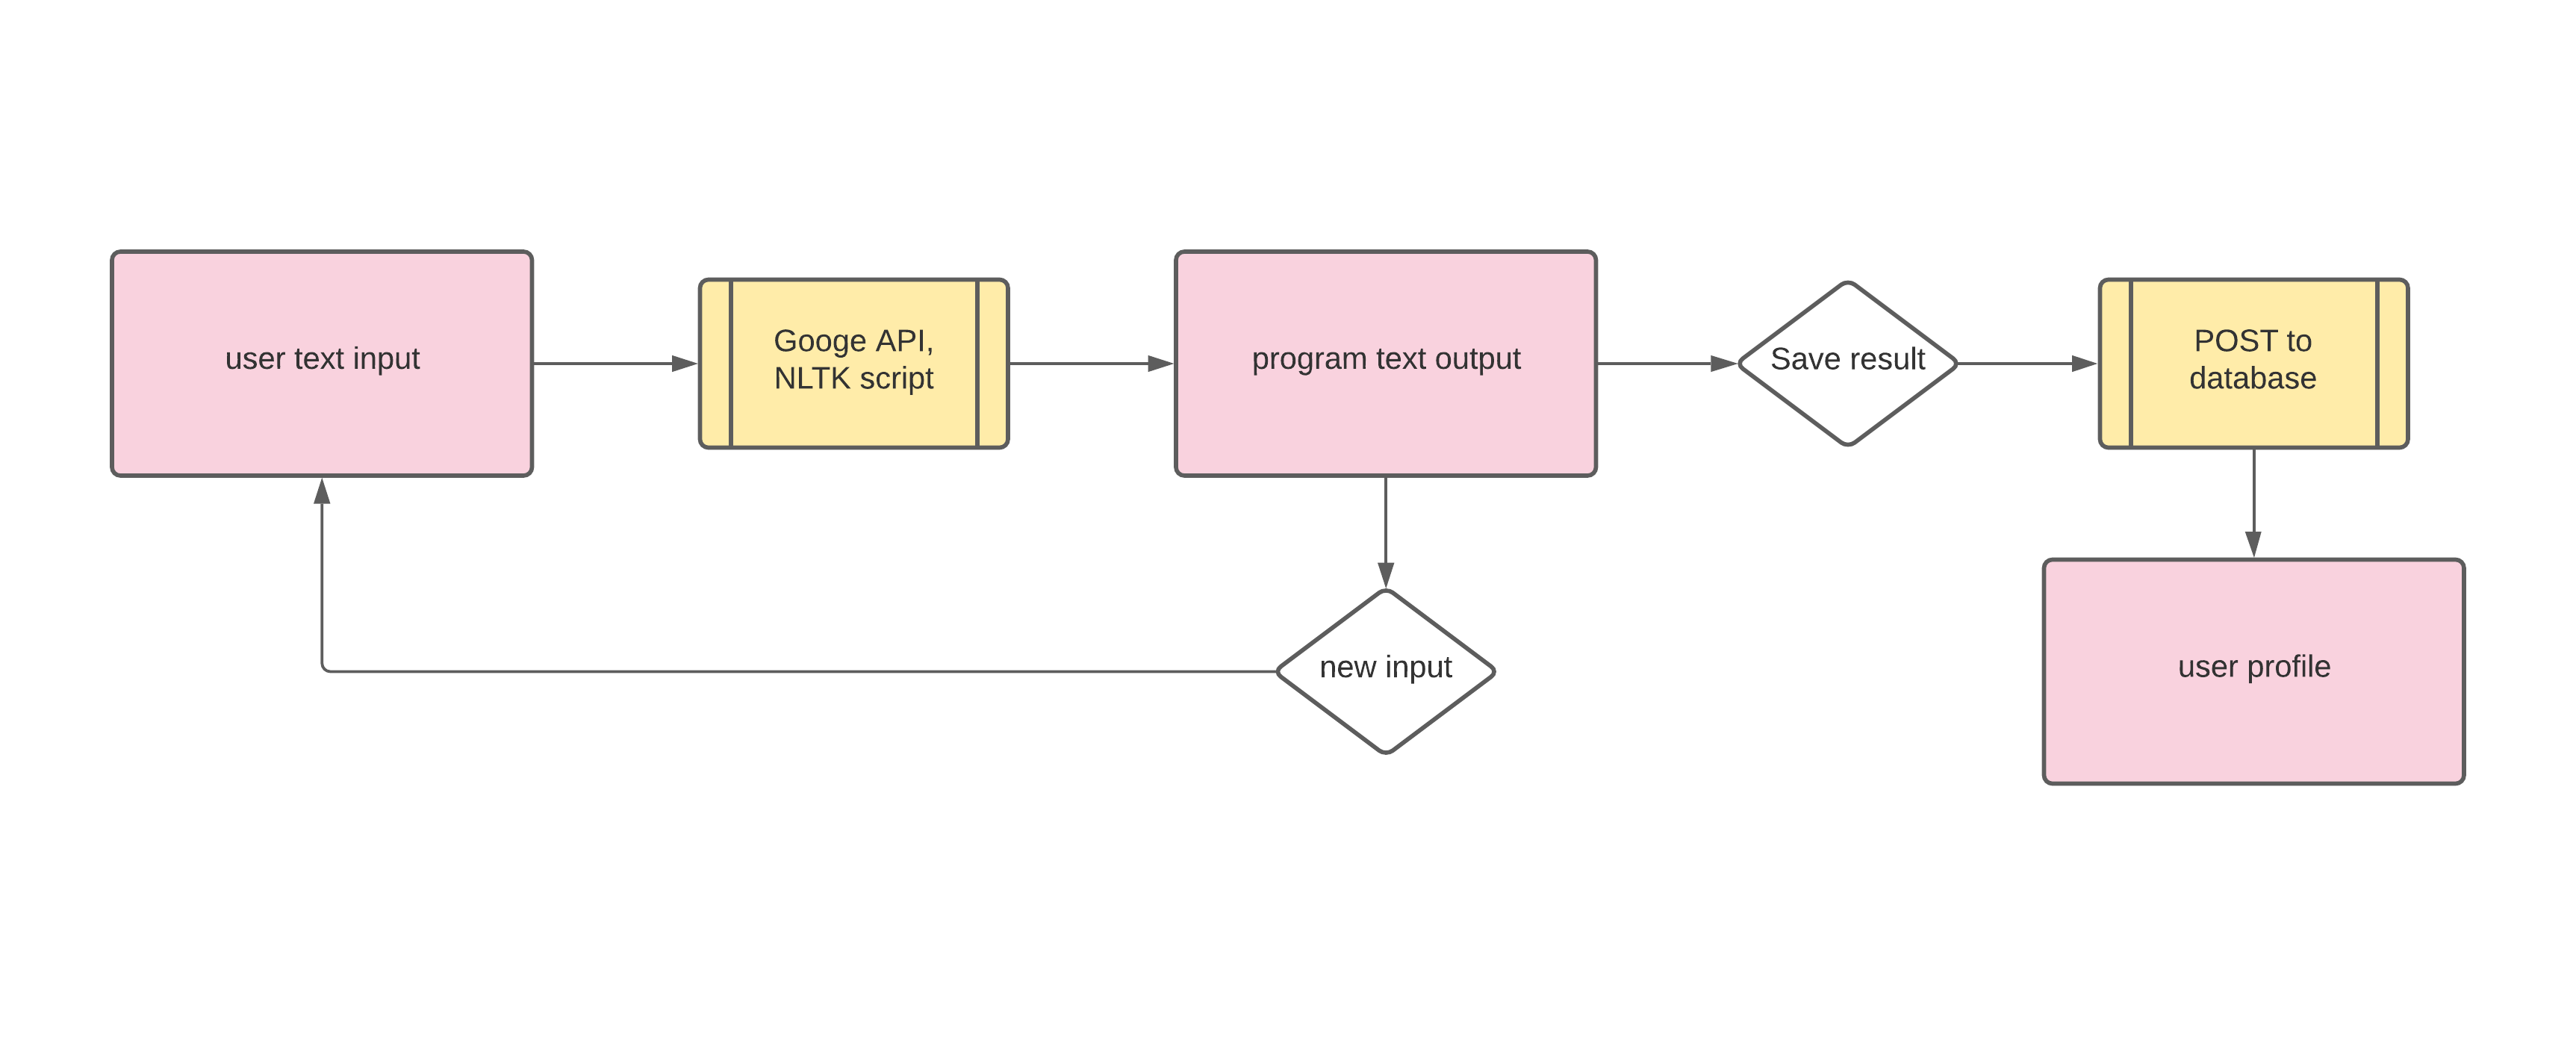 user text input
Googe API,
NLTK script
program text output
Save result
POST to
database
new input
user profile